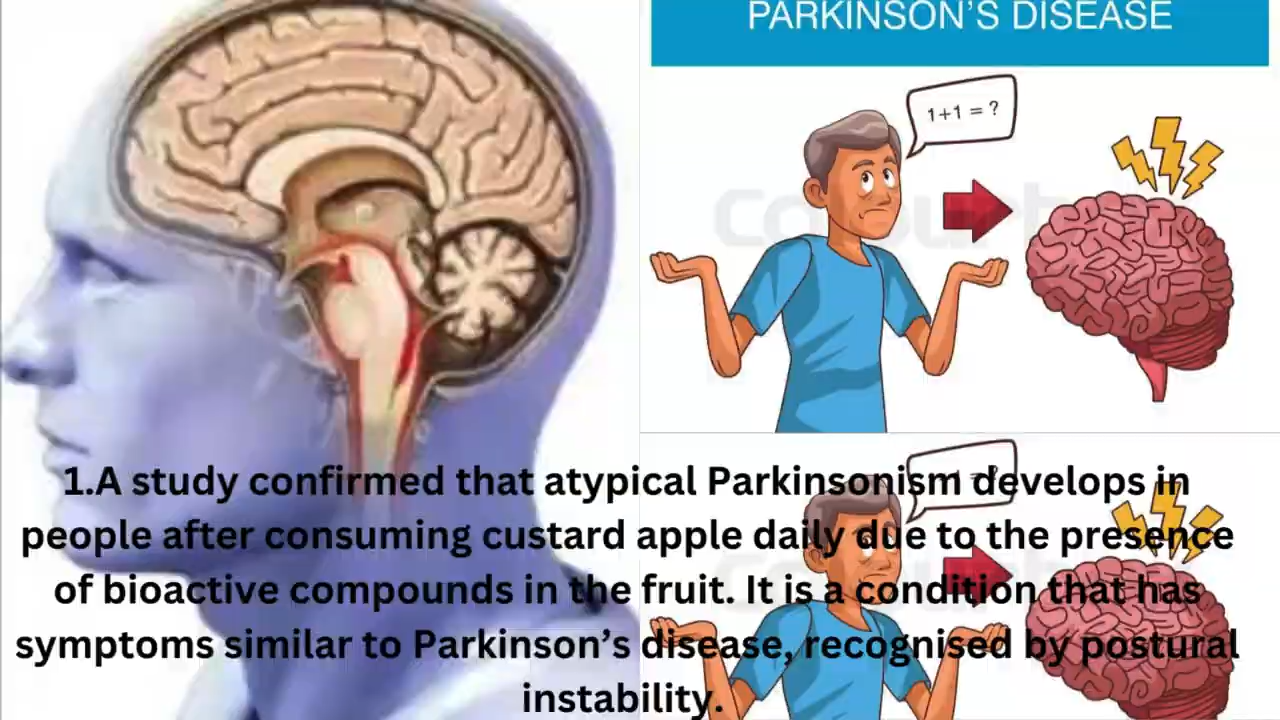 PARKINSON'S DISEASE
1+1 = ?
1.A study confirmed that atypical Parkinsonism develops in
people after consuming custard apple daily due to the presence
of bioactive compounds in the fruit. It is a condition that has
symptoms similar to Parkinson’s disease, recognised by postural
instability.